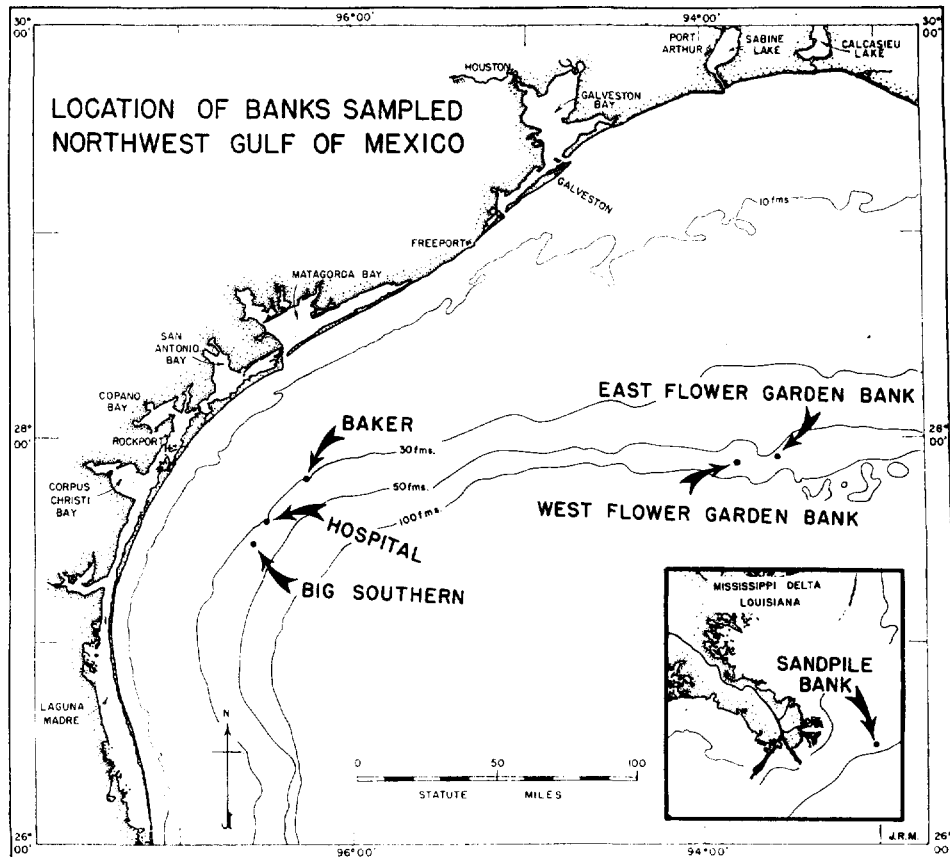 96°00'
94°00'
30°
00'
30°
00'
PORT
ARTHUR
SABINE
LAKE
CALCASIEU
LAKE
HOUSTON
GALVESTON
BAY
LOCATION OF BANKS SAMPLED
NORTHWEST GULF OF MEXICO
GALVESTON
10 fms.
FREEPORT
MATAGORDA BAY
SAN
ANTONIO
BAY
COPANO
BAY
ROCKPORT
EAST FLOWER GARDEN BANK
28°
00'
28°
00'
BAKER
30 fms.
CORPUS
CHRISTI
BAY
50 fms.
100 fms.
WEST FLOWER GARDEN BANK
HOSPITAL
BIG SOUTHERN
MISSISSIPPI DELTA
LOUISIANA
SANDPILE
BANK
LAGUNA
MADRE
N
0 50 100
STATUTE MILES
J.R.M.
26°
00'
26°
00'
96°00'
94°00'